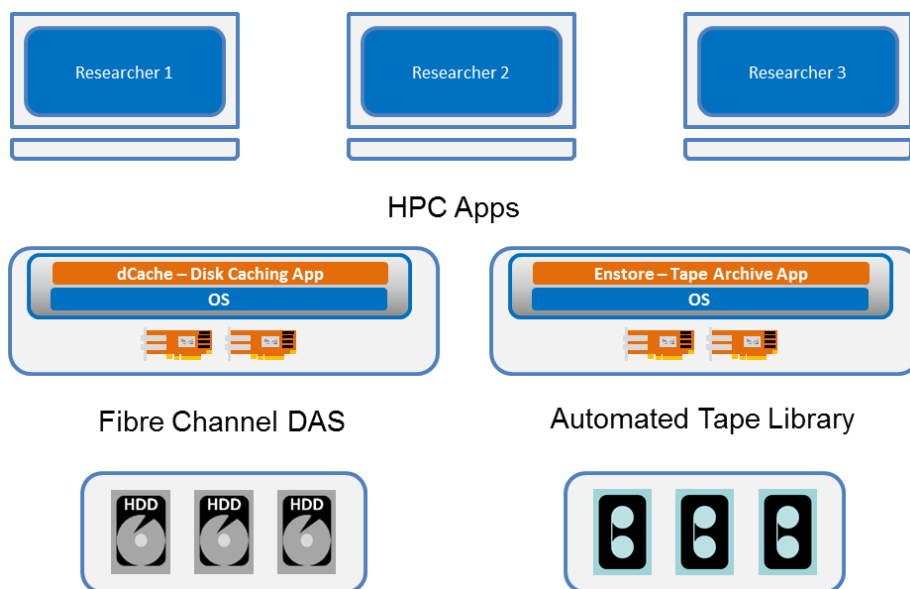 Researcher 1
Researcher 2
Researcher 3
HPC Apps
dCache – Disk Caching App
OS
Enstore – Tape Archive App
OS
Fibre Channel DAS
Automated Tape Library
HDD
HDD
HDD